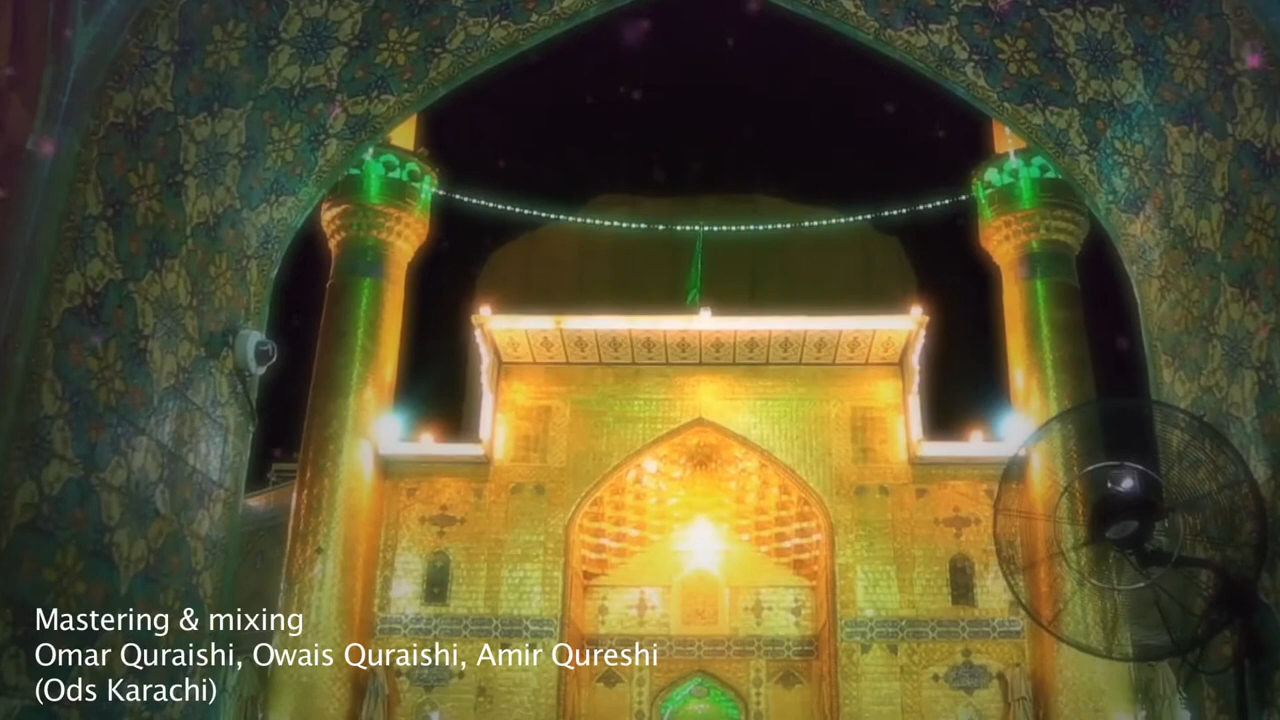 Mastering & mixing
Omar Quraishi, Owais Quraishi, Amir Qureshi
(Ods Karachi)